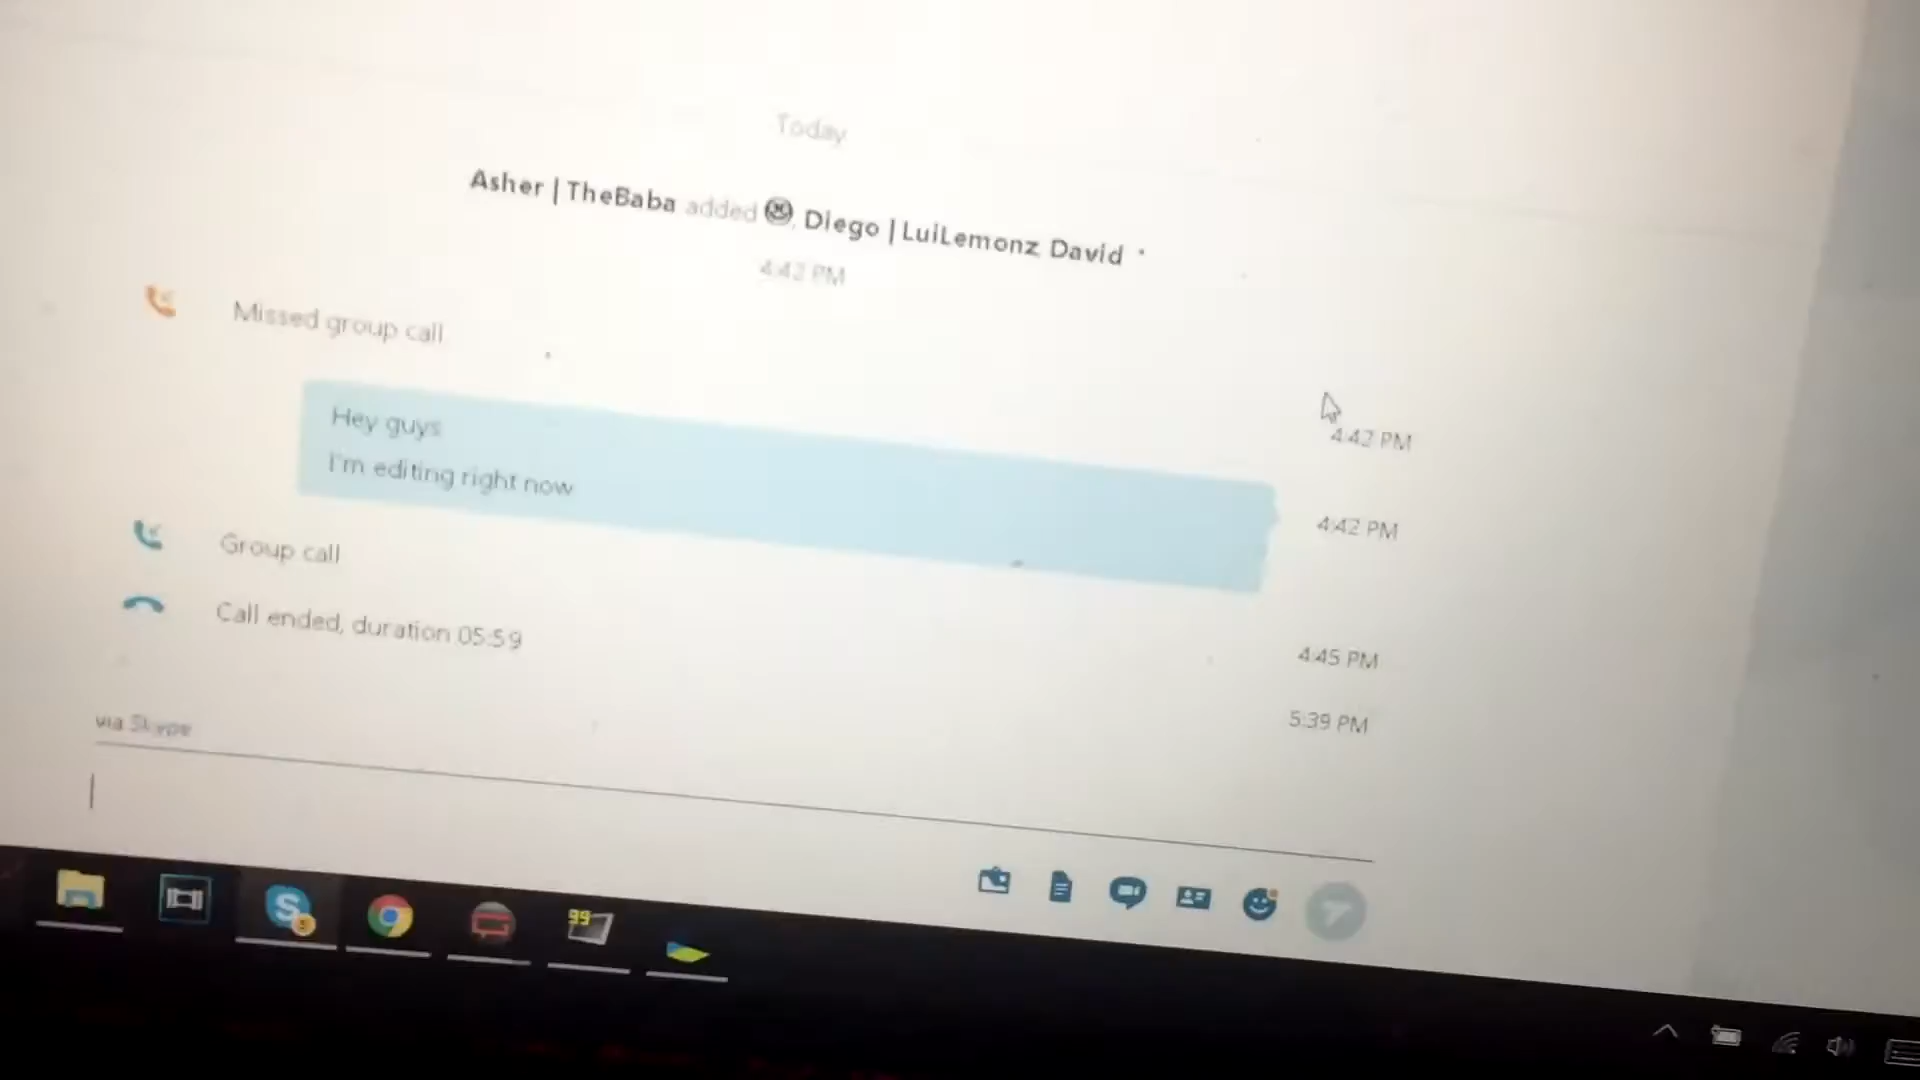 Today
Asher | TheBaba added , Diego | LuiLemonz, David
4:42 PM
Missed group call
4:42 PM
Hey guys
I'm editing right now
4:42 PM
Group call
4:45 PM
Call ended, duration 05:59
5:39 PM
via Skype
99